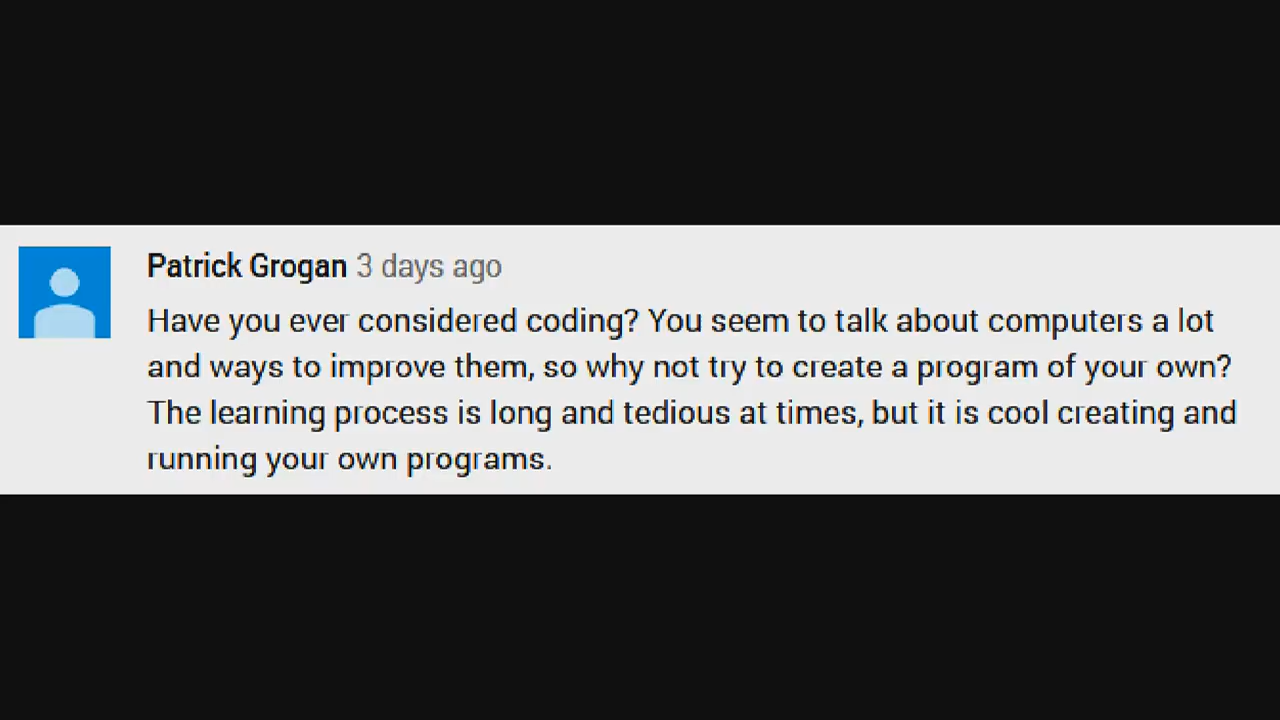 Patrick Grogan 3 days ago
Have you ever considered coding? You seem to talk about computers a lot
and ways to improve them, so why not try to create a program of your own?
The learning process is long and tedious at times, but it is cool creating and
running your own programs.